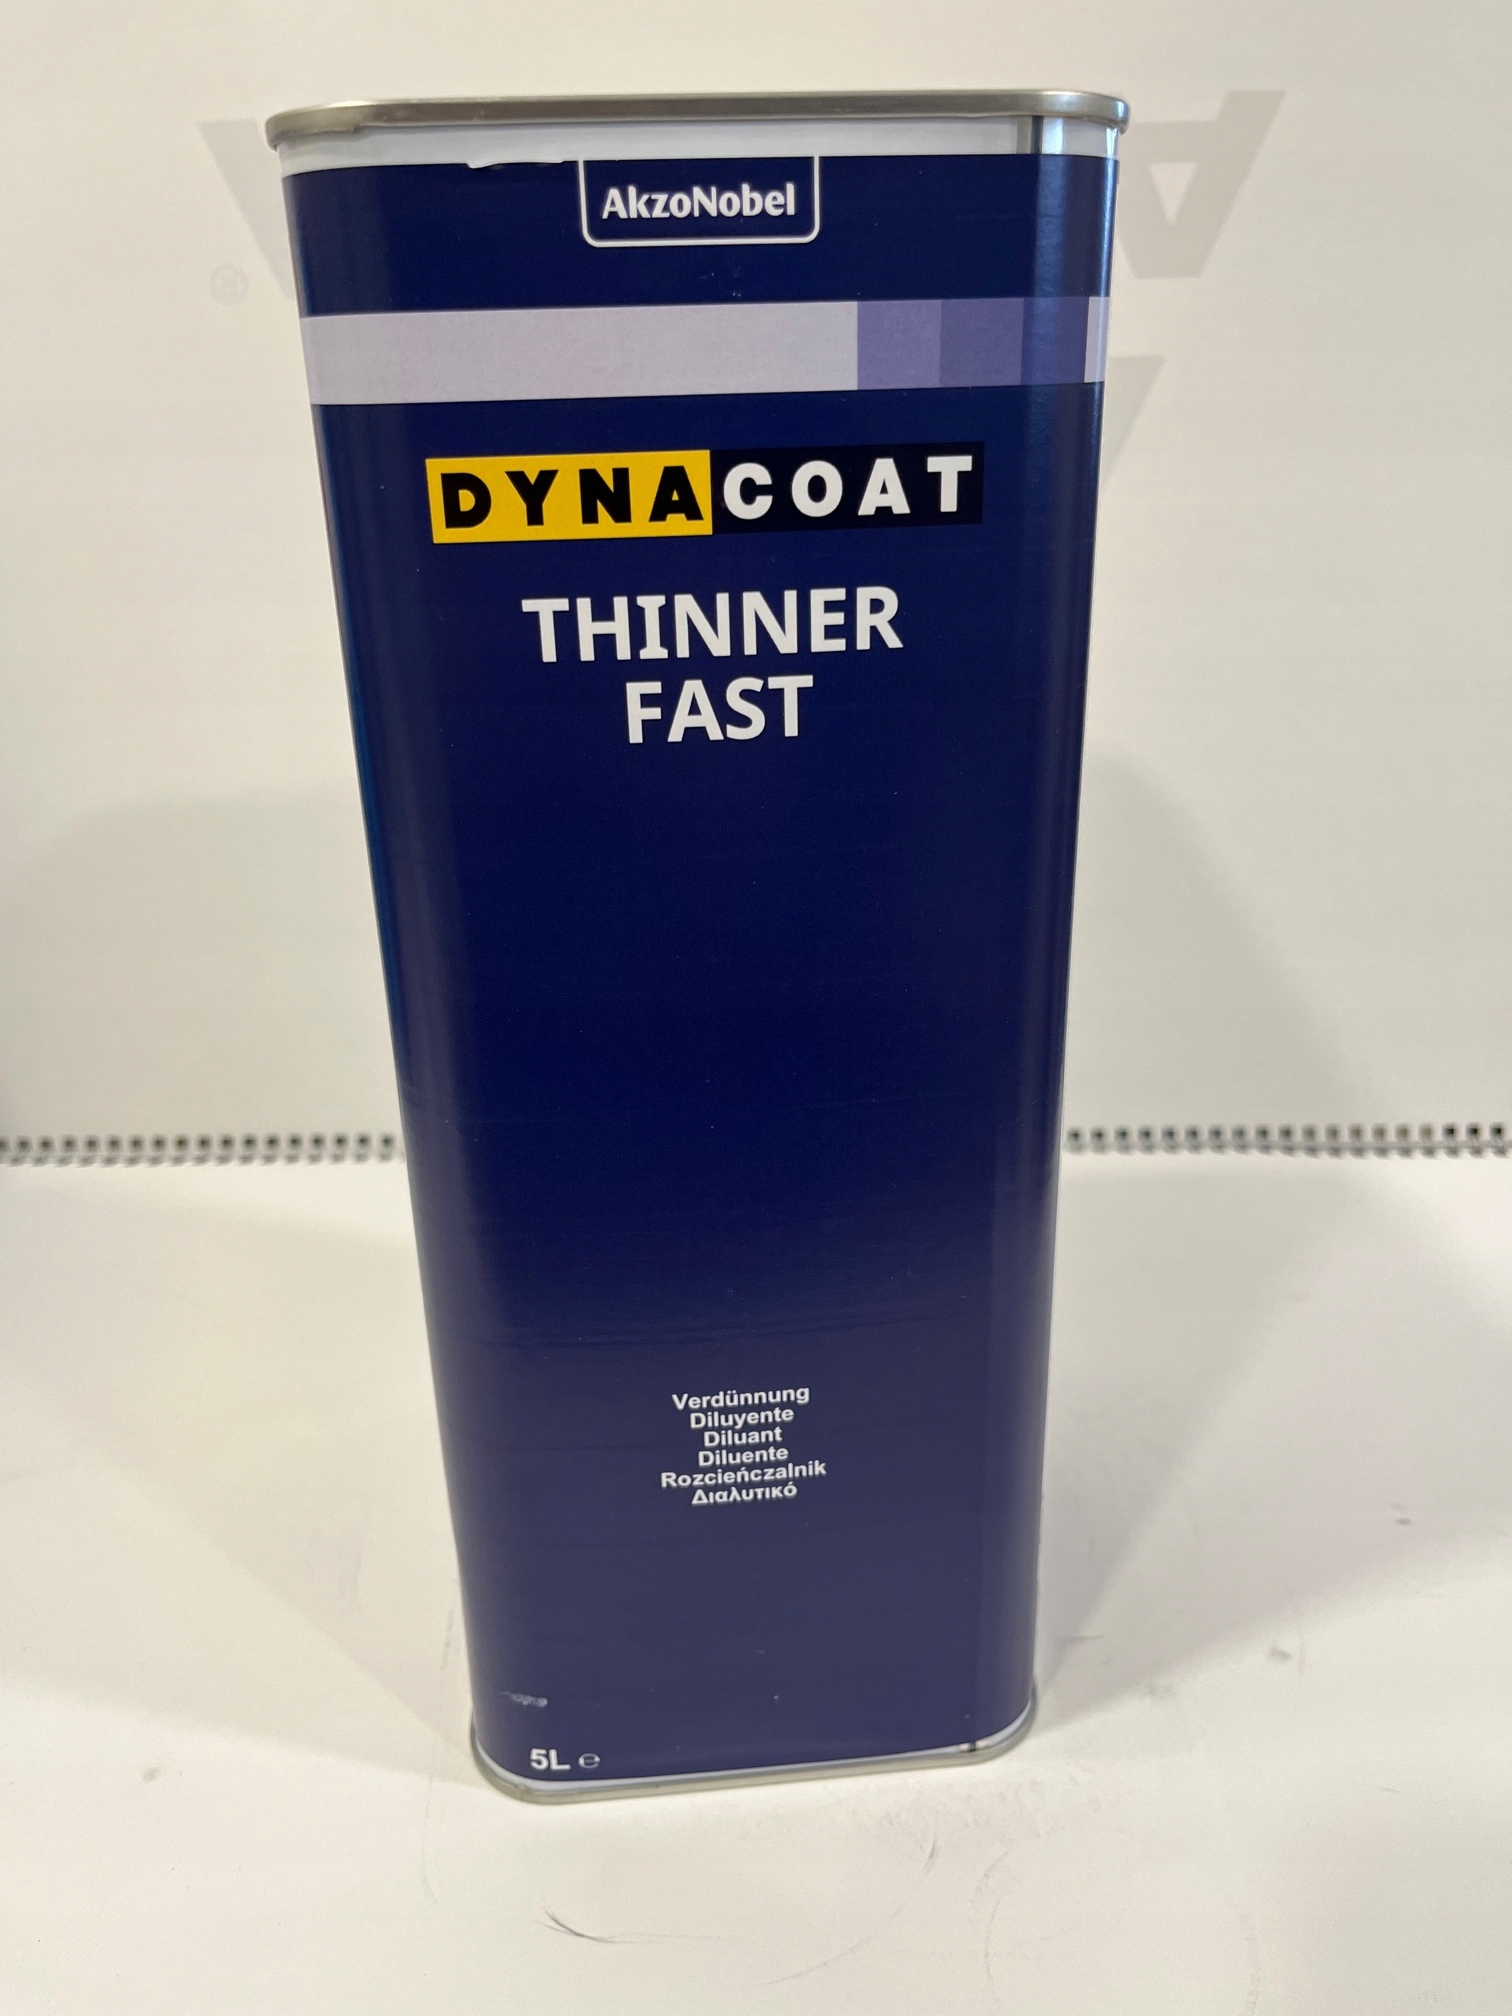 AkzoNobel
DYNACOAT
THINNER
FAST
Verdünnung
Diluyente
Diluant
Diluente
Rozcieńczalnik
Διαλυτικό
5L ℮